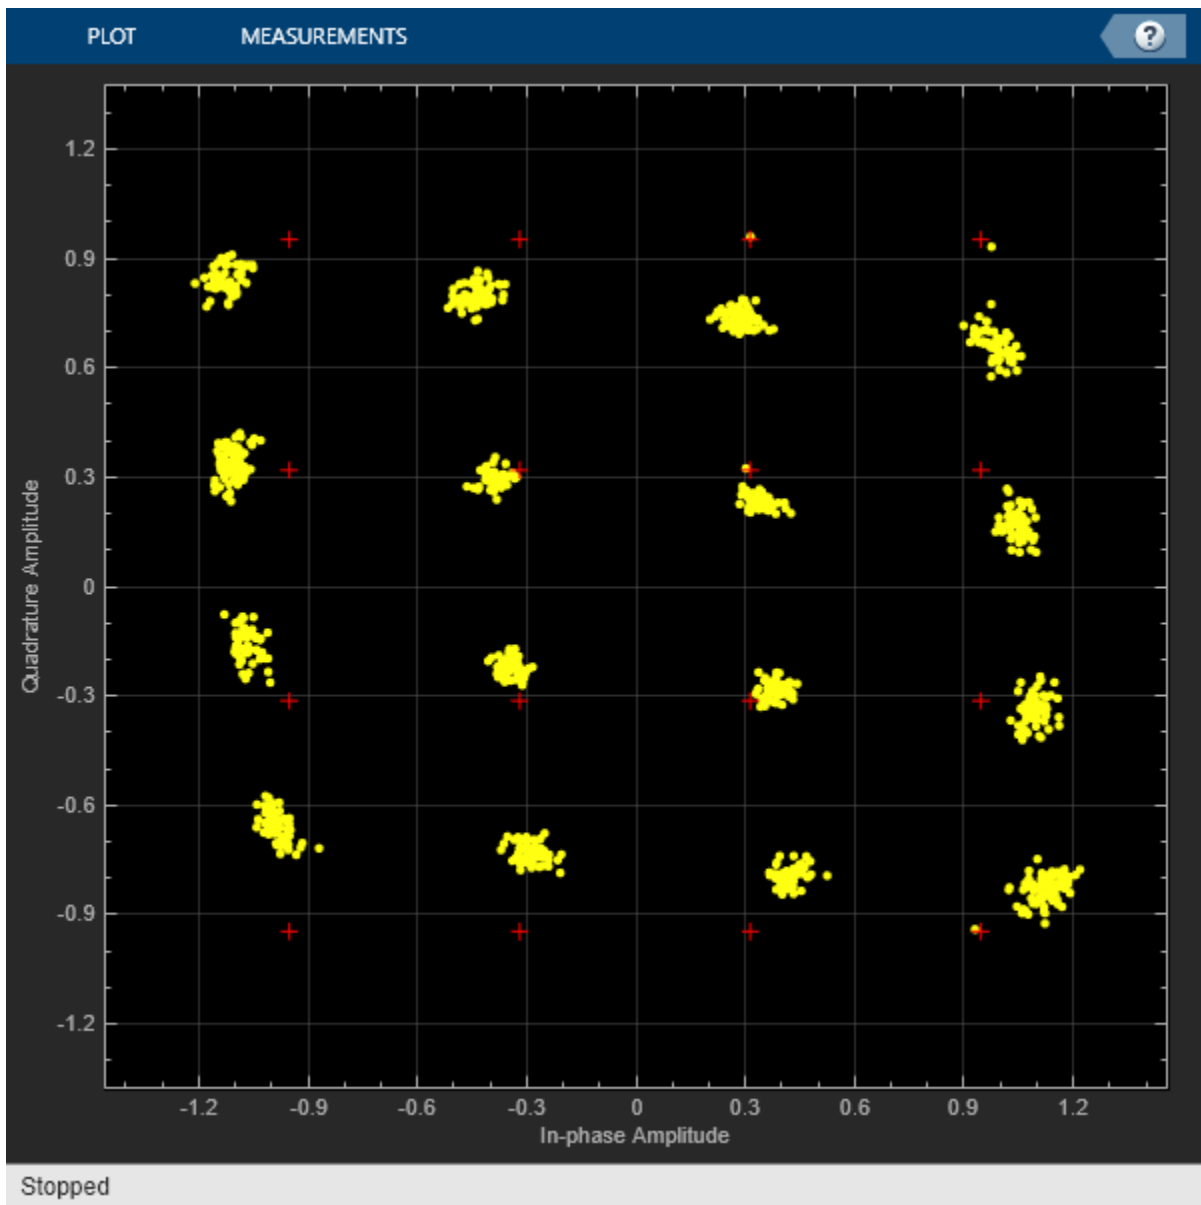 PLOT MEASUREMENTS ?
1.2
0.9
0.6
0.3
0
-0.3
-0.6
-0.9
-1.2
Quadrature Amplitude
-1.2 -0.9 -0.6 -0.3 0 0.3 0.6 0.9 1.2
In-phase Amplitude
Stopped